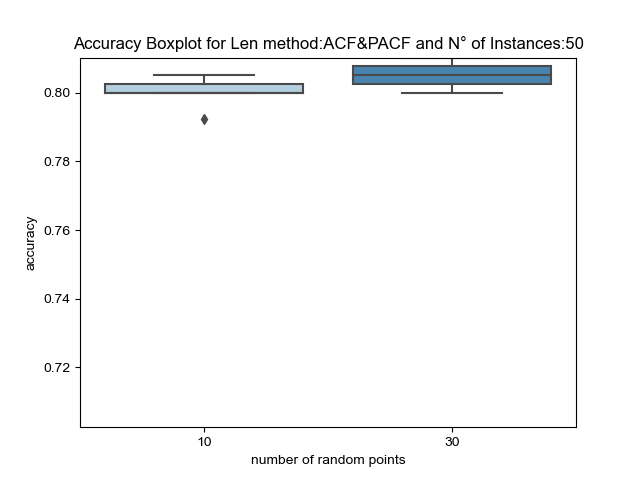 Accuracy Boxplot for Len method:ACF&PACF and N° of Instances:50
0.80
0.78
0.76
0.74
0.72
accuracy
10
30
number of random points